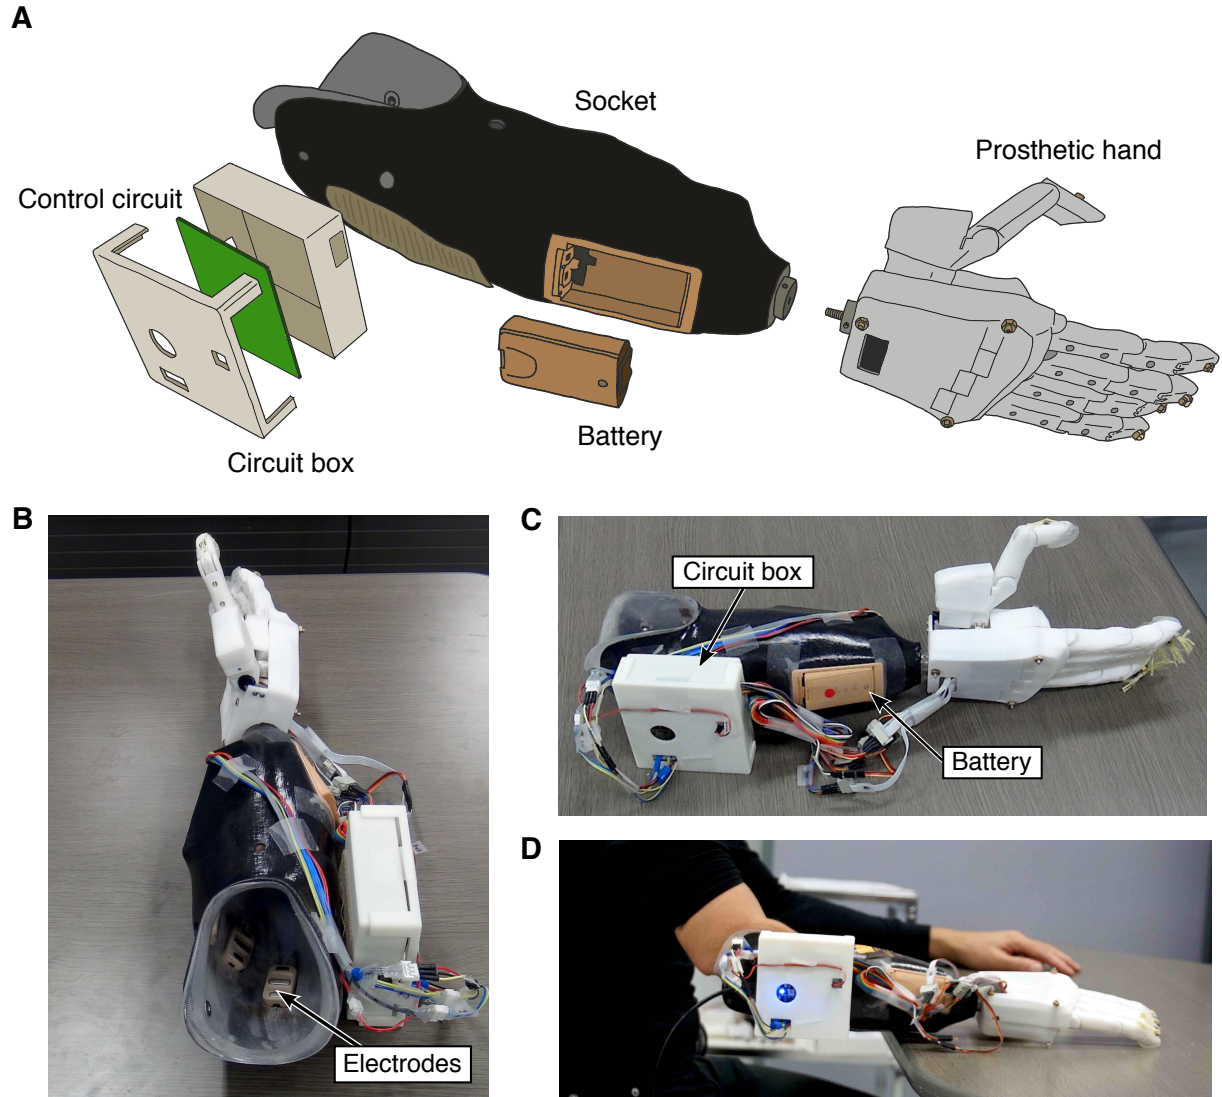 A
Socket
Prosthetic hand
Control circuit
Battery
Circuit box
B
C
Circuit box
Battery
D
Electrodes